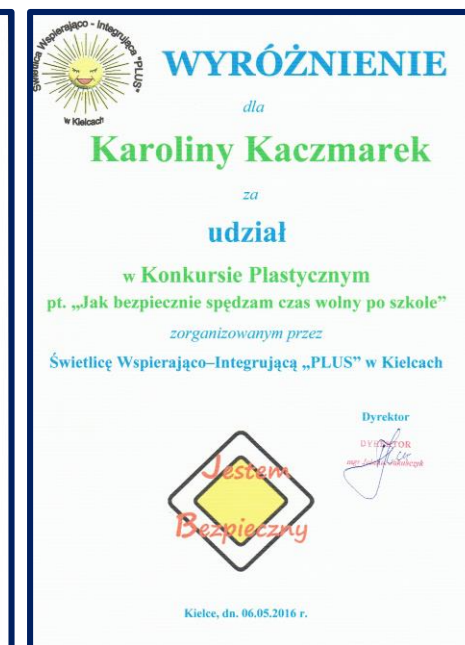 Świetlica Wspierająco - Integrująca "PLUS"
w Kielcach
WYRÓŻNIENIE
dla
Karoliny Kaczmarek
za
udział
w Konkursie Plastycznym
pt. „Jak bezpiecznie spędzam czas wolny po szkole”
zorganizowanym przez
Świetlicę Wspierająco–Integrującą „PLUS” w Kielcach
Dyrektor
DYREKTOR
mgr
Jestem
Bezpieczny
Kielce, dn. 06.05.2016 r.